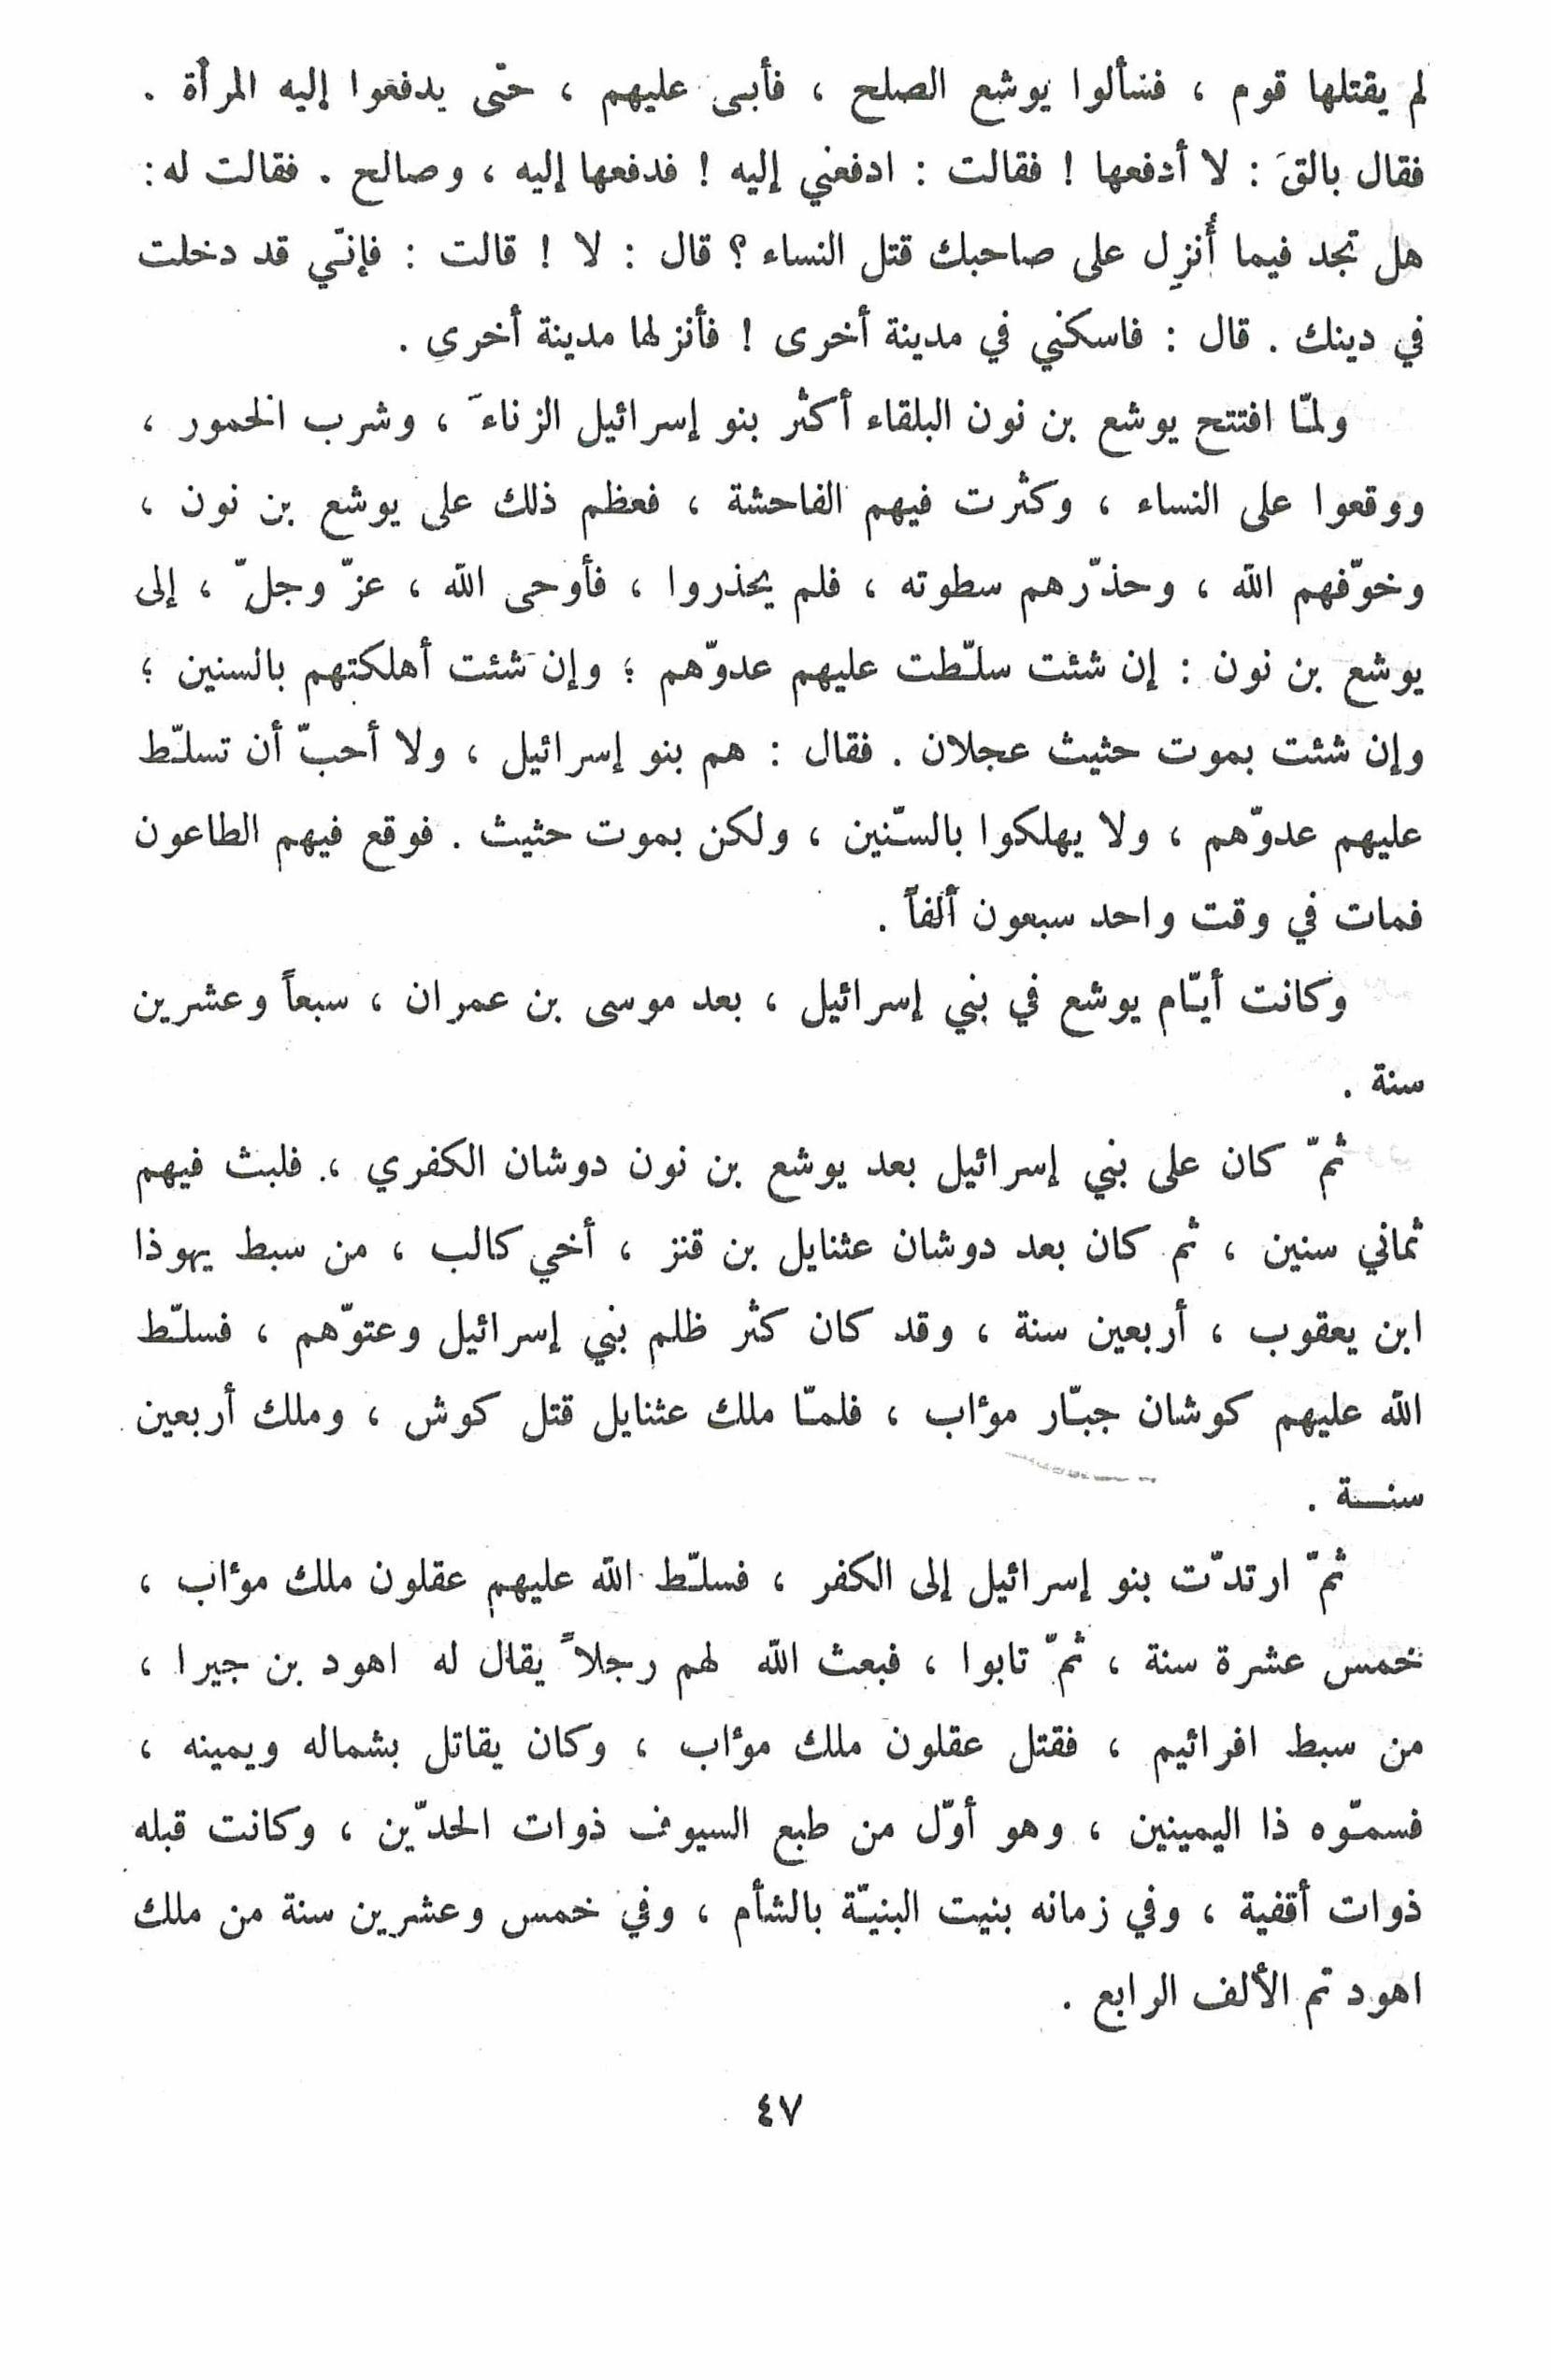 لم يقتلها قوم ، فسألوا يوشع الصلح ، فأبى عليهم ، حتّى يدفعوا إليه المرأة .
فقال بالقَ : لا أدفعها ! فقالت : ادفعني إليه ! فدفعها إليه ، وصالح . فقالت له :
هل تجد فيما أُنزِل على صاحبك قتل النساء ؟ قال : لا ! قالت : فإنّي قد دخلت
في دينك . قال : فاسكني في مدينة أخرى ! فأنزلها مدينة أخرى .
ولمّا افتتح يوشع بن نون البلقاء أكثر بنو إسرائيل الزناءَ ، وشرب الخمور ،
ووقعوا على النساء ، وكثرت فيهم الفاحشة ، فعظم ذلك على يوشع بن نون ،
وخوّفهم الله ، وحذّرهم سطوته ، فلم يحذروا ، فأوحى الله ، عزّ وجلّ ، إلى
يوشع بن نون : إن شئت سلّطت عليهم عدوّهم ؛ وإن شئت أهلكتهم بالسنين ؛
وإن شئت بموت حثيث عجلان . فقال : هم بنو إسرائيل ، ولا أحبّ أن تسلّط
عليهم عدوّهم ، ولا يهلكوا بالسّنين ، ولكن بموت حثيث . فوقع فيهم الطاعون
فمات في وقت واحد سبعون ألفاً .
وكانت أيّام يوشع في بني إسرائيل ، بعد موسى بن عمران ، سبعاً وعشرين
سنة .
ثمّ كان على بني إسرائيل بعد يوشع بن نون دوشان الكفري ، فلبث فيهم
ثماني سنين ، ثم كان بعد دوشان عثنايل بن قنز ، أخي كالب ، من سبط يهوذا
ابن يعقوب ، أربعين سنة ، وقد كان كثر ظلم بني إسرائيل وعتوّهم ، فسلّط
الله عليهم كوشان جبّار موٴاب ، فلمّا ملك عثنايل قتل كوش ، وملك أربعين
سنـــة .
ثمّ ارتدّت بنو إسرائيل إلى الكفر ، فسلّط الله عليهم عقلون ملك موٴاب ،
خمس عشرة سنة ، ثمّ تابوا ، فبعث الله لهم رجلاً يقال له اهود بن جيرا ،
من سبط افرائيم ، فقتل عقلون ملك موٴاب ، وكان يقاتل بشماله ويمينه ،
فسمّوه ذا اليمينين ، وهو أوّل من طبع السيوف ذوات الحدّين ، وكانت قبله
ذوات أقفية ، وفي زمانه بنيت البنيّة بالشأم ، وفي خمس وعشرين سنة من ملك
اهود تم الألف الرابع .
٤٧